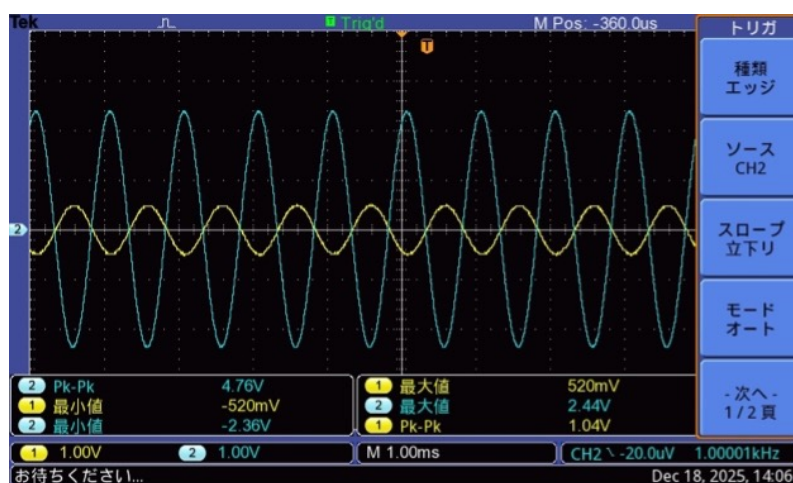 Tek T Trig'd M Pos: -360.0us トリガ
T
種類
エッジ
ソース
CH2
スロープ
立下り
モード
オート
- 次へ -
1 / 2 頁
2
2 Pk-Pk 4.76V 1 最大値 520mV
1 最小値 -520mV 2 最大値 2.44V
2 最小値 -2.36V 1 Pk-Pk 1.04V
1 1.00V 2 1.00V M 1.00ms CH2 \ -20.0uV 1.00001kHz
お待ちください... Dec 18, 2025, 14:06